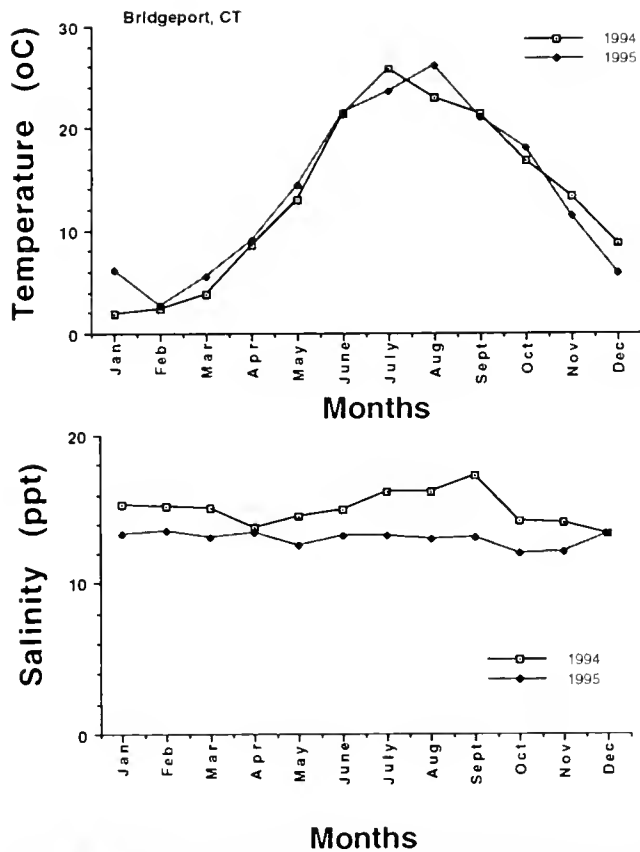 Bridgeport, CT
Temperature (oC)
30
20
10
0
1994
1995
Jan
Feb
Mar
Apr
May
June
July
Aug
Sept
Oct
Nov
Dec
Months
Salinity (ppt)
20
10
0
1994
1995
Jan
Feb
Mar
Apr
May
June
July
Aug
Sept
Oct
Nov
Dec
Months